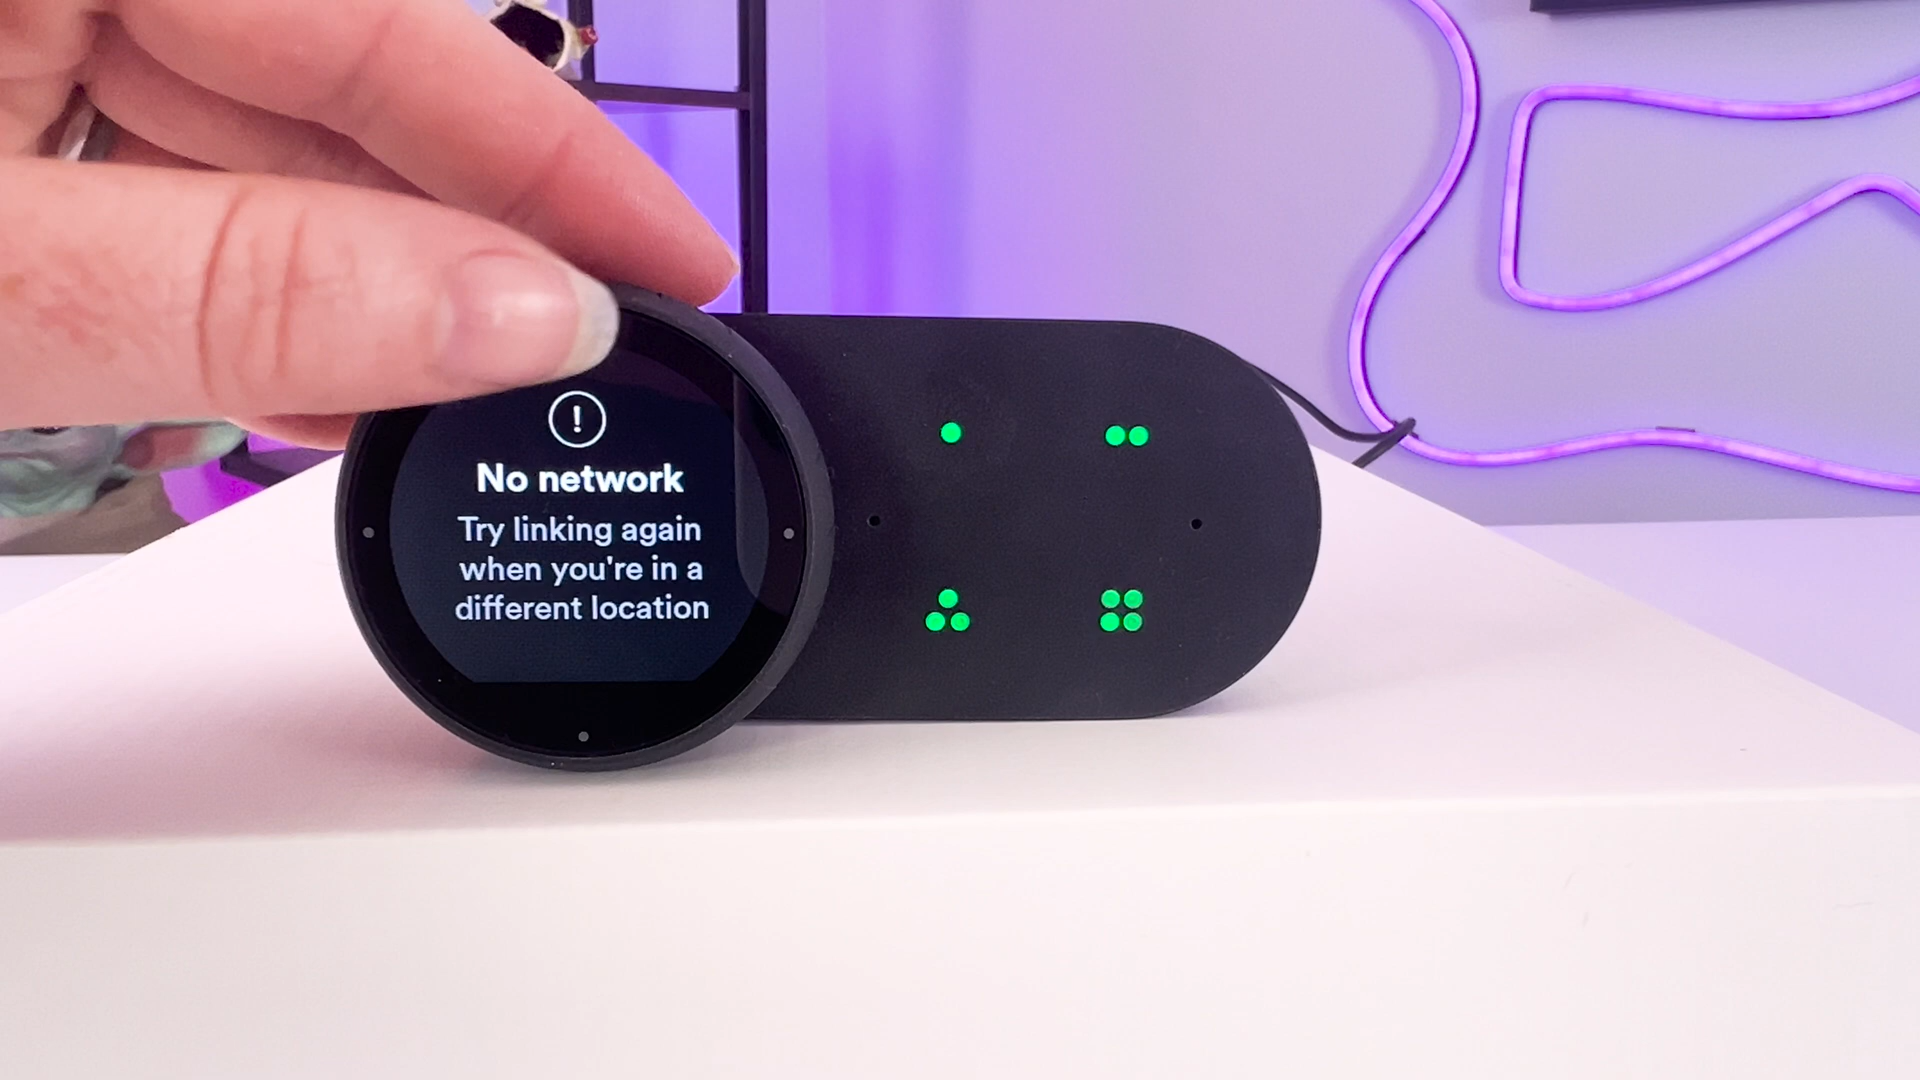 !
No network
Try linking again
when you're in a
different location